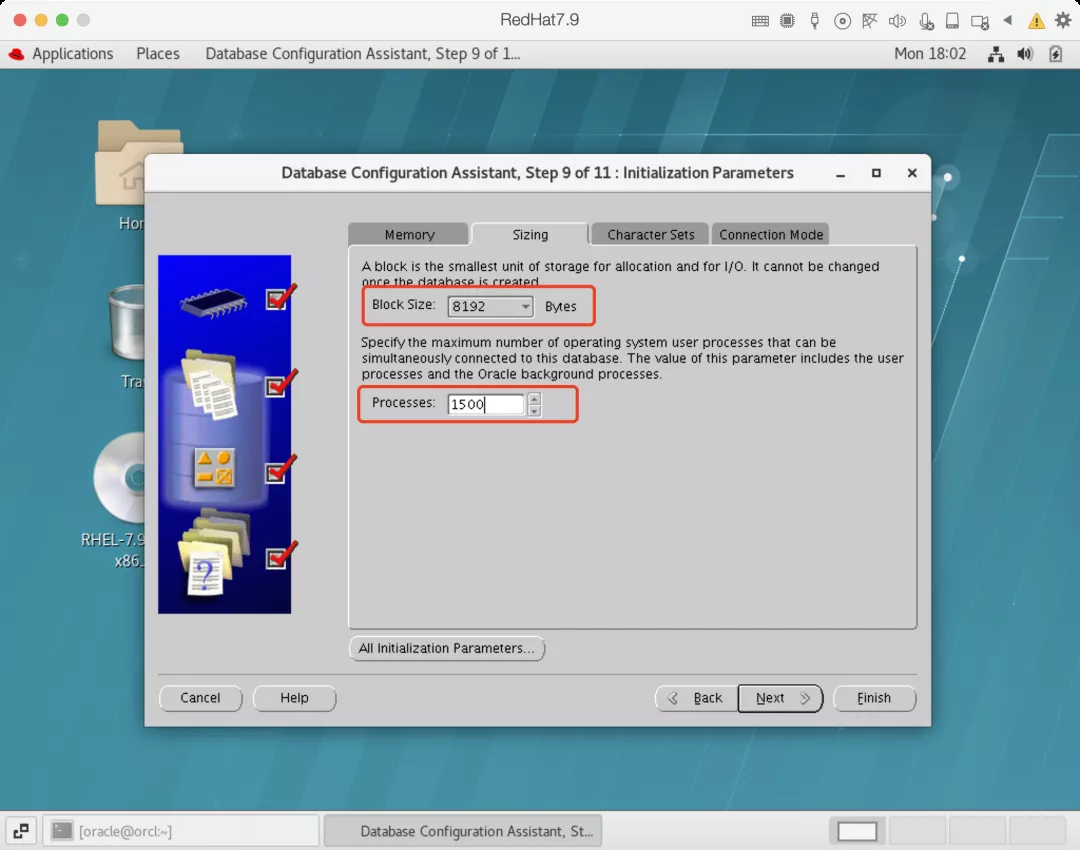 RedHat7.9
Applications Places Database Configuration Assistant, Step 9 of 1... Mon 18:02
Hor
Tra
RHEL-7.9
x86_
Database Configuration Assistant, Step 9 of 11 : Initialization Parameters
Memory Sizing Character Sets Connection Mode
A block is the smallest unit of storage for allocation and for I/O. It cannot be changed
once the database is created.
Block Size: 8192 Bytes
Specify the maximum number of operating system user processes that can be
simultaneously connected to this database. The value of this parameter includes the user
processes and the Oracle background processes.
Processes: 1500
?
All Initialization Parameters...
Cancel Help Back Next Finish
[oracle@orcl:~] Database Configuration Assistant, St...